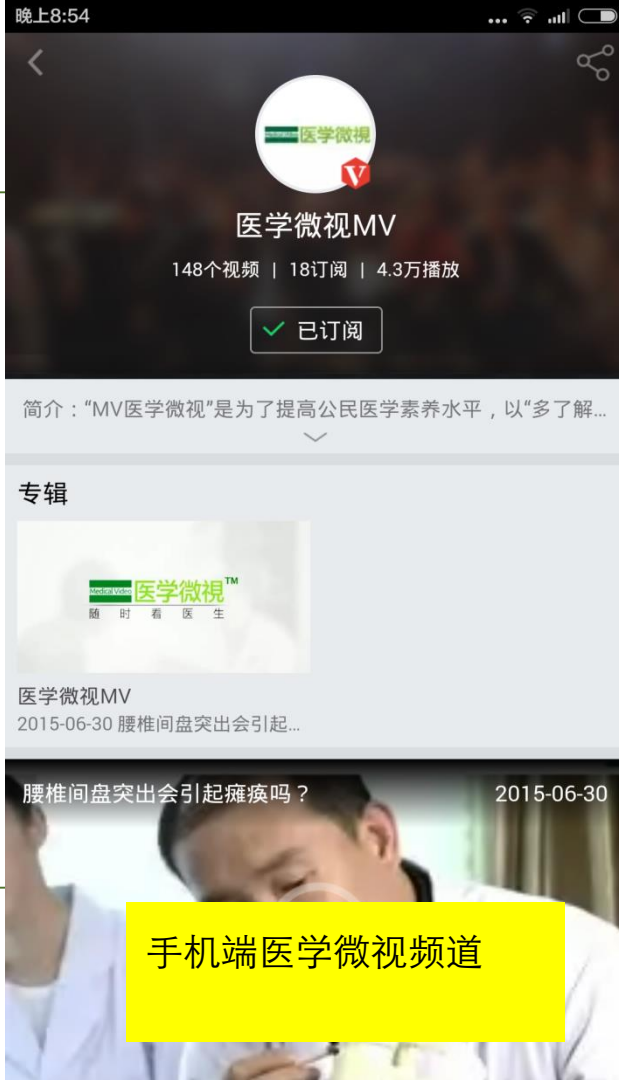 晚上8:54
医学微視
医学微视MV
148个视频 | 18订阅 | 4.3万播放
已订阅
简介：“MV医学微视”是为了提高公民医学素养水平，以“多了解...
专辑
Medical Video 医学微視™
随时看医生
医学微视MV
2015-06-30 腰椎间盘突出会引起...
腰椎间盘突出会引起瘫痪吗？ 2015-06-30
手机端医学微视频道